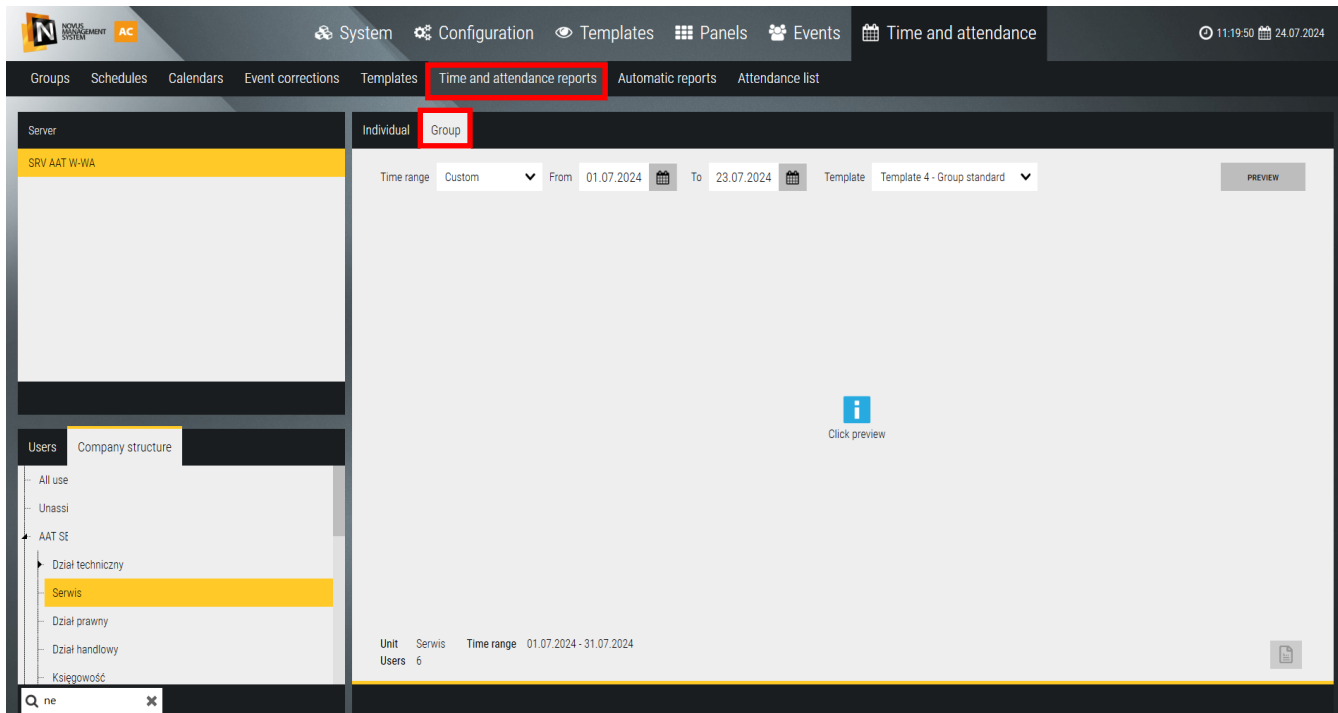 NOVUS MANAGEMENT SYSTEM AC
System Configuration Templates Panels Events Time and attendance 11:19:50 24.07.2024
Groups Schedules Calendars Event corrections Templates Time and attendance reports Automatic reports Attendance list
Server
SRV AAT W-WA
Individual Group
Time range Custom From 01.07.2024 To 23.07.2024 Template Template 4 - Group standard PREVIEW
Click preview
Users Company structure
All use
Unassi
AAT SE
Dział techniczny
Serwis
Dział prawny
Dział handlowy
Księgowość
ne
Unit Serwis Time range 01.07.2024 - 31.07.2024
Users 6